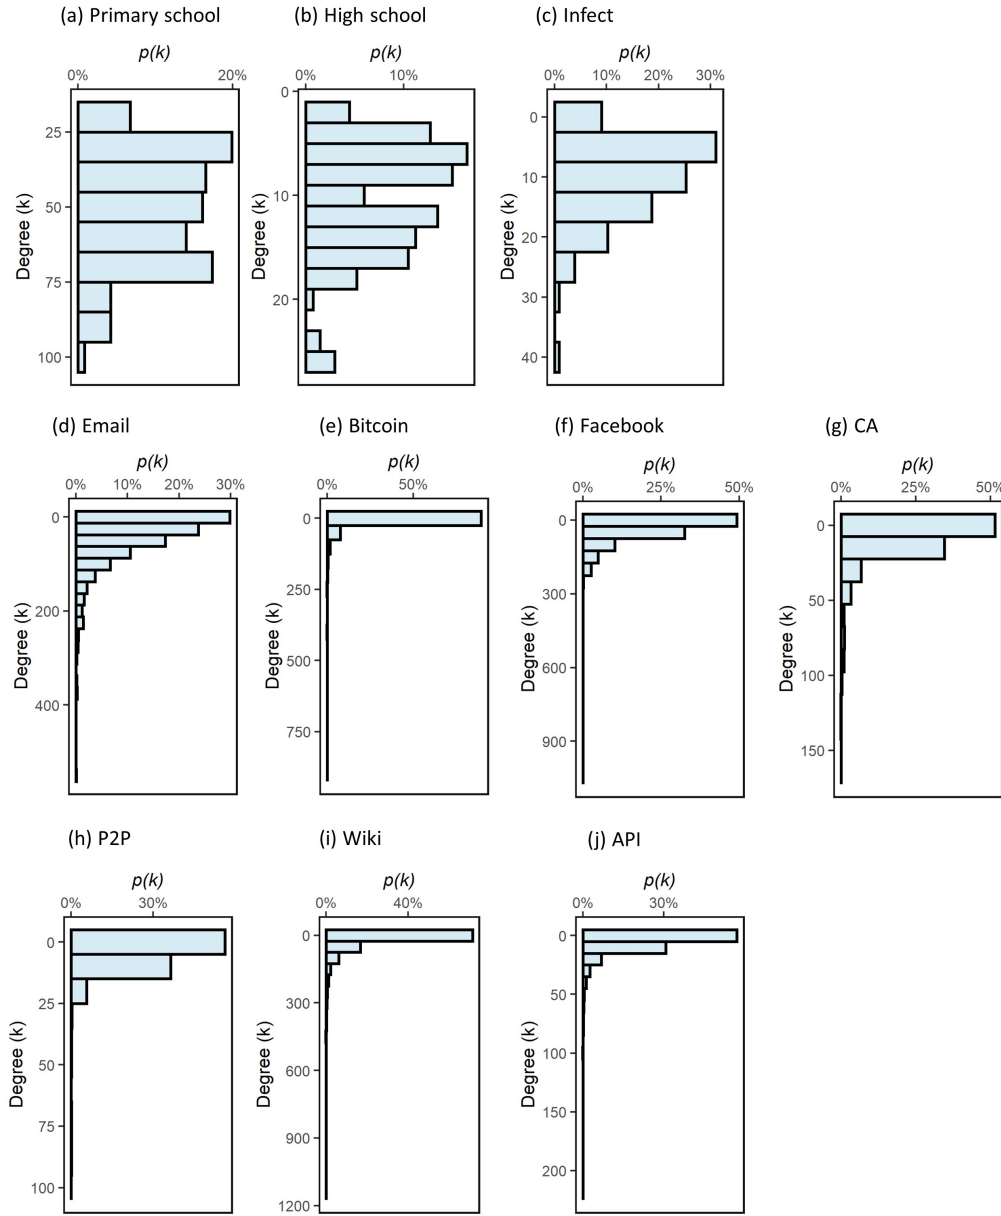 (a) Primary school
p(k)
0% 20%
Degree (k)
25
50
75
100
(b) High school
p(k)
0% 10%
Degree (k)
0
10
20
(c) Infect
p(k)
0% 10% 20% 30%
Degree (k)
0
10
20
30
40
(d) Email
p(k)
0% 10% 20% 30%
Degree (k)
0
200
400
(e) Bitcoin
p(k)
0% 50%
Degree (k)
0
250
500
750
(f) Facebook
p(k)
0% 25% 50%
Degree (k)
0
300
600
900
(g) CA
p(k)
0% 25% 50%
Degree (k)
0
50
100
150
(h) P2P
p(k)
0% 30%
Degree (k)
0
25
50
75
100
(i) Wiki
p(k)
0% 40%
Degree (k)
0
300
600
900
1200
(j) API
p(k)
0% 30%
Degree (k)
0
50
100
150
200